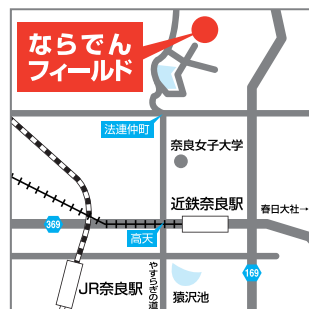 ならでん
フィールド
法連仲町
奈良女子大学
近鉄奈良駅
春日大社→
369
高天
169
JR奈良駅
やすらぎの道
猿沢池